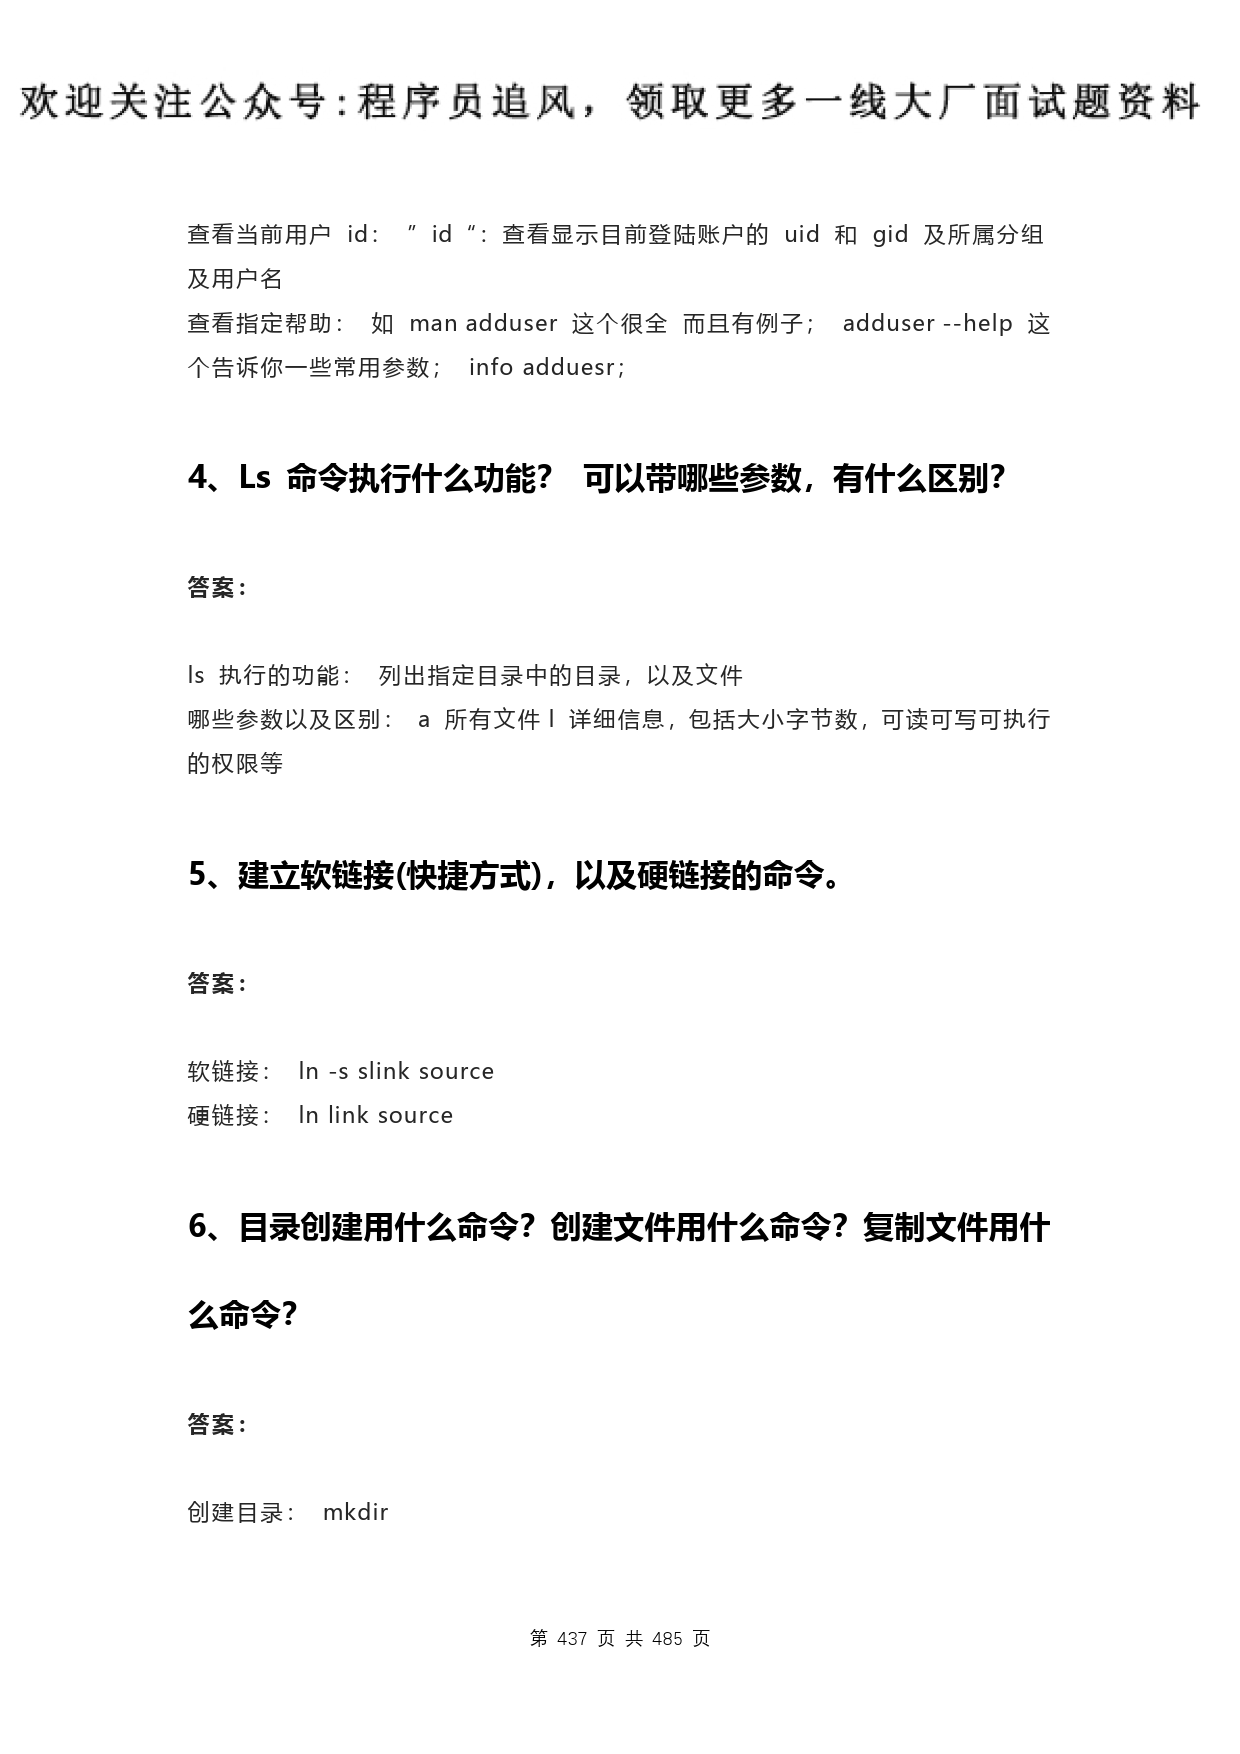 欢迎关注公众号:程序员追风，领取更多一线大厂面试题资料
查看当前用户 id： ” id “：查看显示目前登陆账户的 uid 和 gid 及所属分组
及用户名
查看指定帮助： 如 man adduser 这个很全 而且有例子； adduser --help 这
个告诉你一些常用参数； info adduesr；
4、Ls 命令执行什么功能？ 可以带哪些参数，有什么区别？
答案：
ls 执行的功能： 列出指定目录中的目录，以及文件
哪些参数以及区别： a 所有文件 l 详细信息，包括大小字节数，可读可写可执行
的权限等
5、建立软链接(快捷方式)，以及硬链接的命令。
答案：
软链接： ln -s slink source
硬链接： ln link source
6、目录创建用什么命令？创建文件用什么命令？复制文件用什
么命令？
答案：
创建目录： mkdir
第 437 页 共 485 页